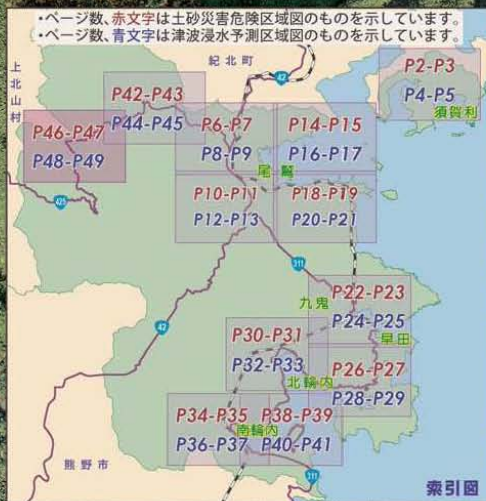 ・ページ数、赤文字は土砂災害危険区域図のものを示しています。
・ページ数、青文字は津波浸水予測区域図のものを示しています。
上北山村
紀北町
42
P2-P3
P4-P5
須賀利
P42-P43
P44-P45
P46-P47
P48-P49
P6-P7
P8-P9
P14-P15
P16-P17
尾鷲
P10-P11
P12-P13
P18-P19
P20-P21
425
311
42
九鬼
P22-P23
P24-P25
早田
P30-P31
P32-P33
北輪内
P26-P27
P28-P29
P34-P35
P36-P37
南輪内
P38-P39
P40-P41
熊野市
311
索引図